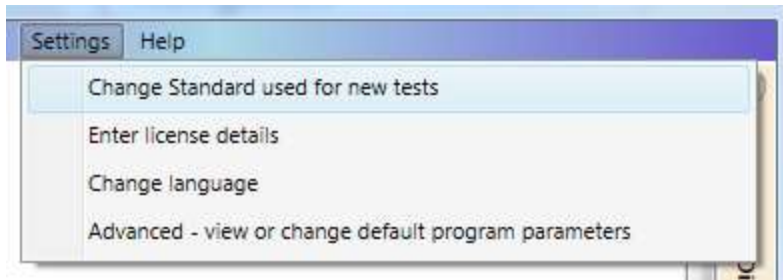 Settings Help
Change Standard used for new tests
Enter license details
Change language
Advanced - view or change default program parameters
Di